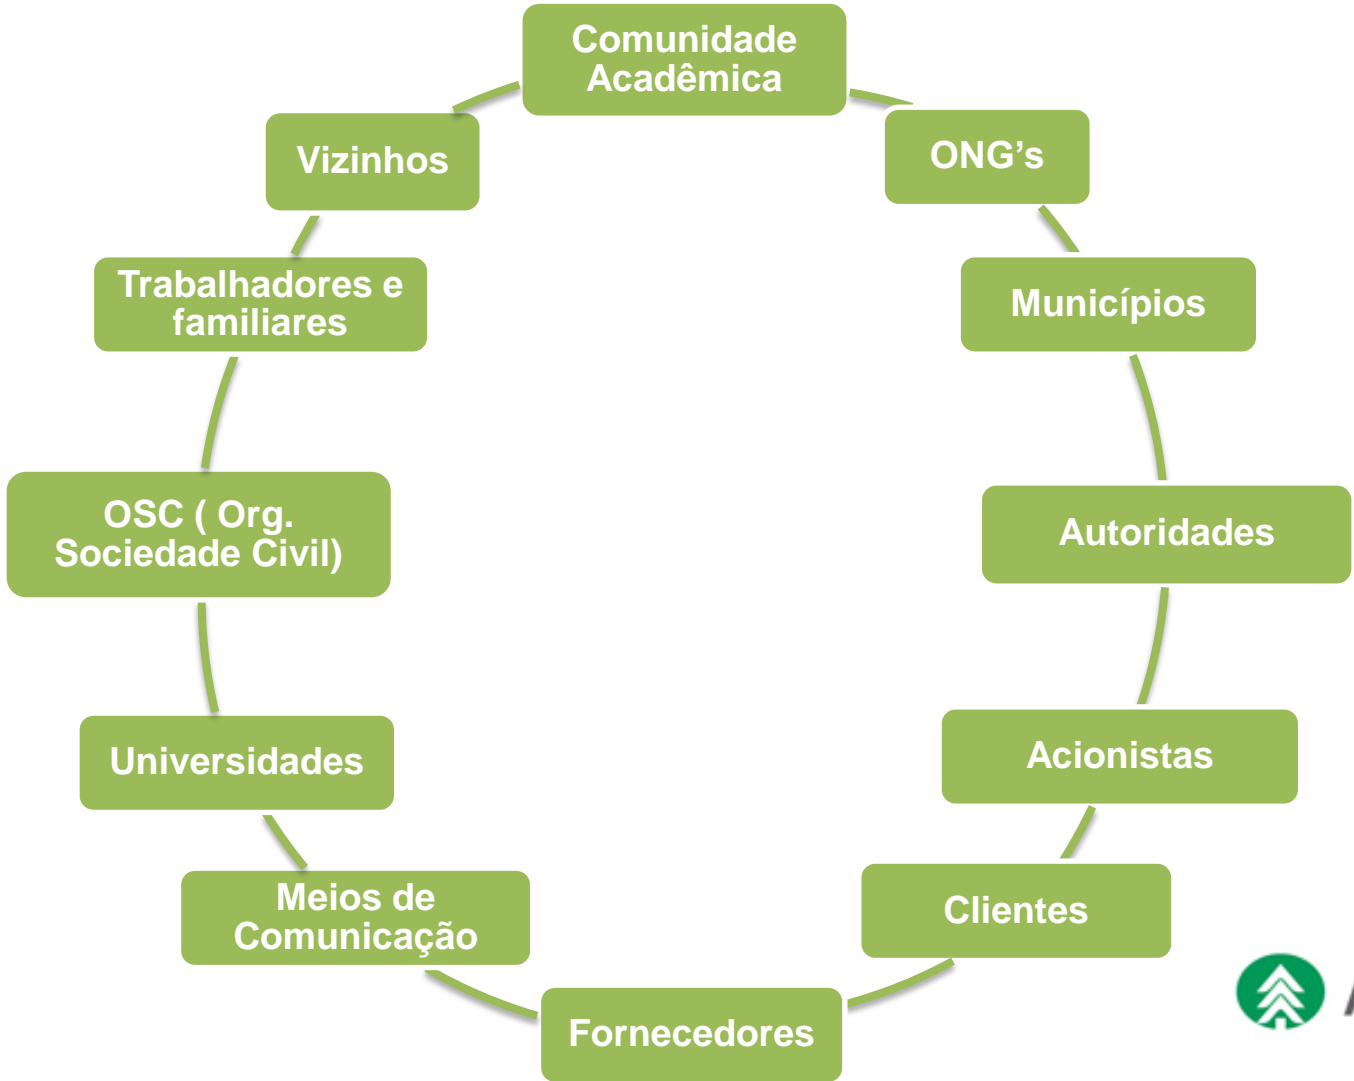 Comunidade
Acadêmica
ONG’s
Municípios
Autoridades
Acionistas
Clientes
Fornecedores
Meios de
Comunicação
Universidades
OSC ( Org.
Sociedade Civil)
Trabalhadores e
familiares
Vizinhos